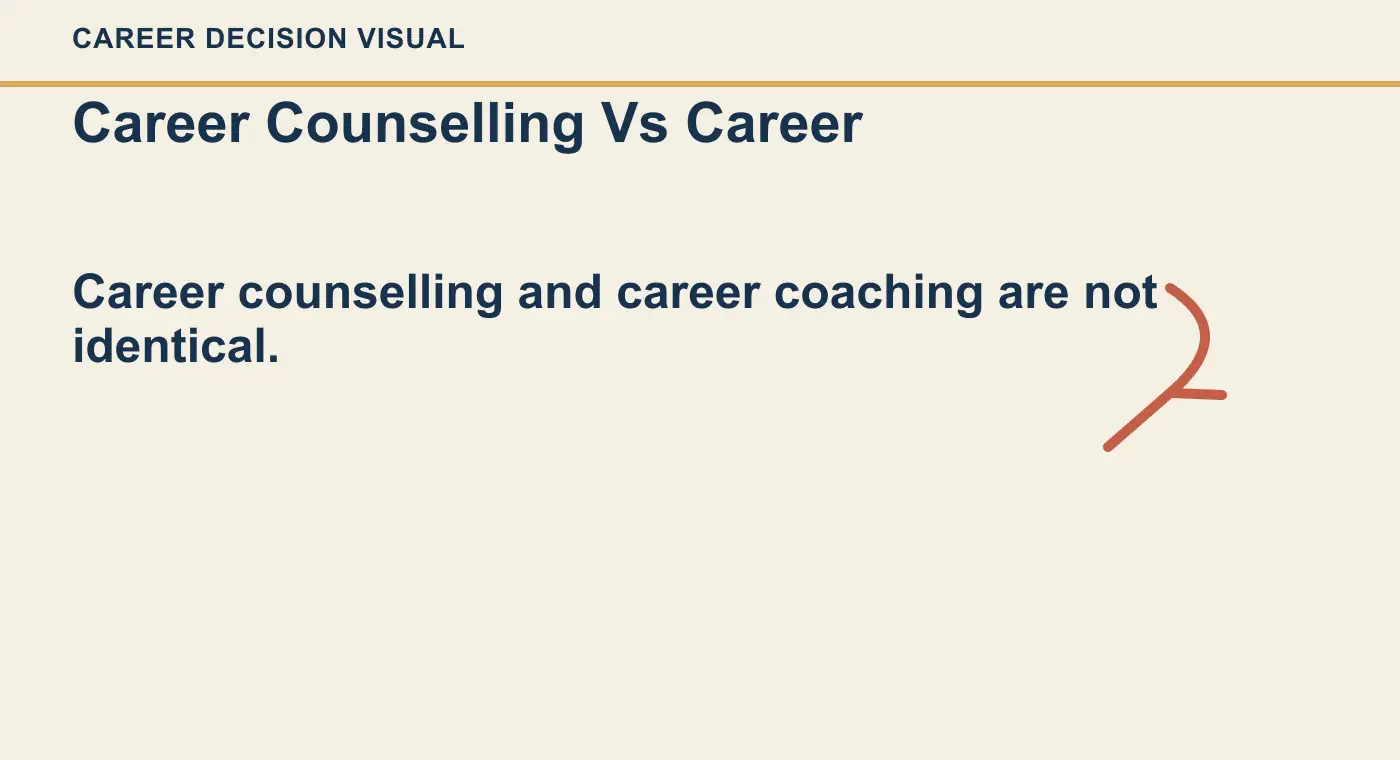 CAREER DECISION VISUAL
Career Counselling Vs Career
Career counselling and career coaching are not
identical.